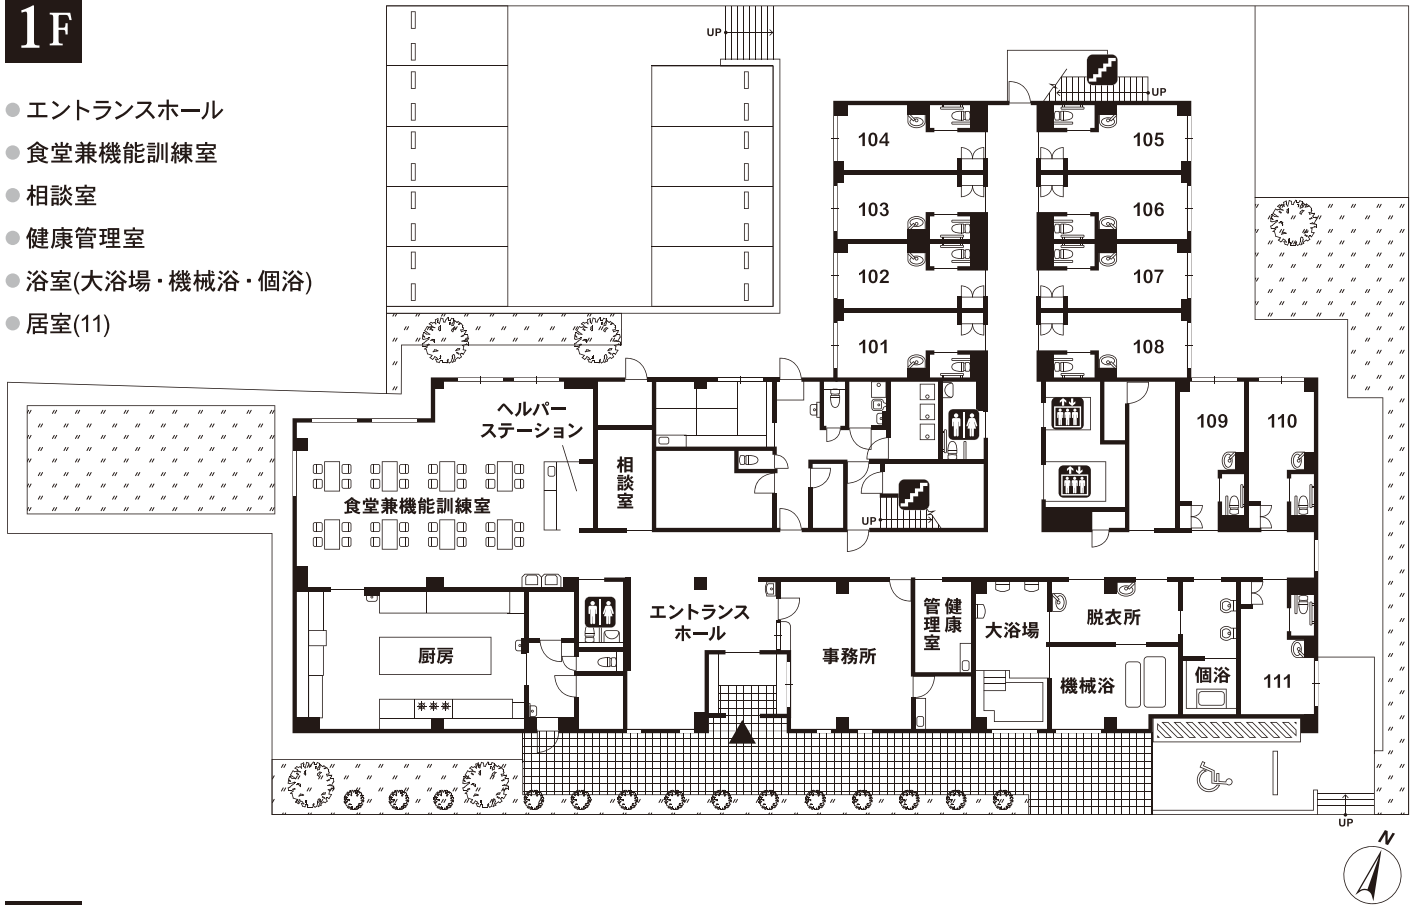 1F
エントランスホール
食堂兼機能訓練室
相談室
健康管理室
浴室(大浴場・機械浴・個浴)
居室(11)
UP
UP
104
105
103
106
102
107
101
108
ヘルパー
ステーション
109
110
相談室
食堂兼機能訓練室
UP
エントランス
ホール
健康
管理室
大浴場
脱衣所
厨房
事務所
機械浴
個浴
111
UP
N